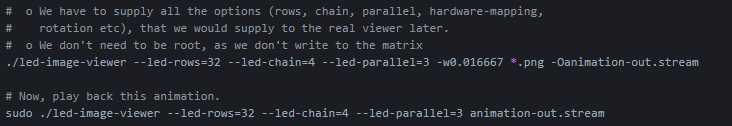 #  o We have to supply all the options (rows, chain, parallel, hardware-mapping,
#    rotation etc), that we would supply to the real viewer later.
#  o We don't need to be root, as we don't write to the matrix
./led-image-viewer --led-rows=32 --led-chain=4 --led-parallel=3 -w0.016667 *.png -Oanimation-out.stream

# Now, play back this animation.
sudo ./led-image-viewer --led-rows=32 --led-chain=4 --led-parallel=3 animation-out.stream